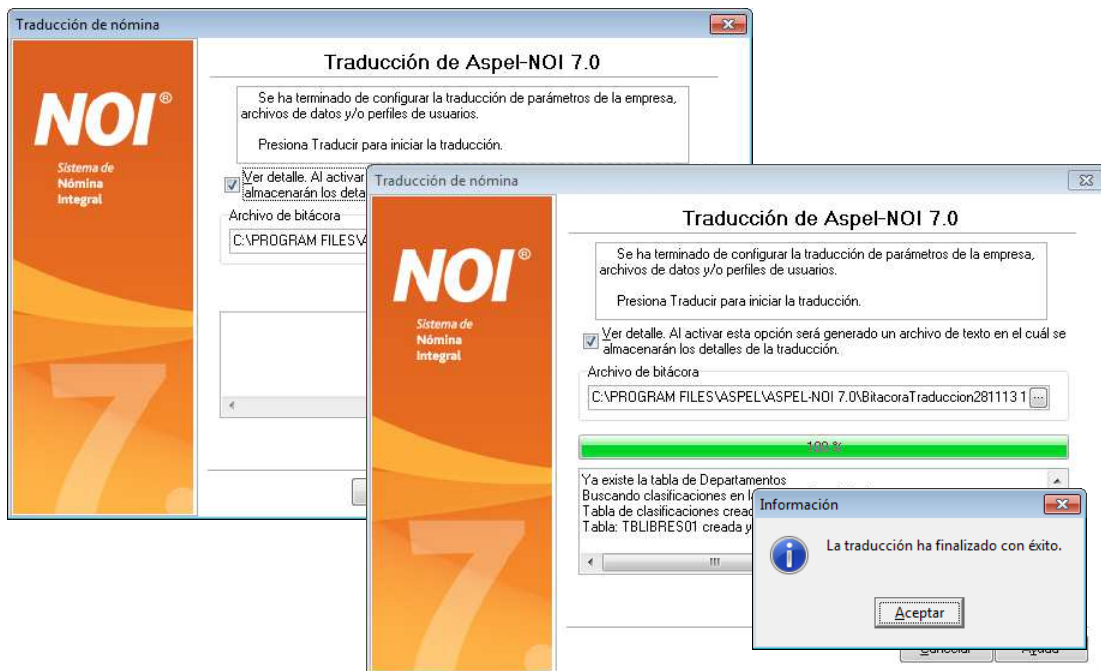 Traducción de nómina
Traducción de Aspel-NOI 7.0
Se ha terminado de configurar la traducción de parámetros de la empresa,
archivos de datos y/o perfiles de usuarios.
Presiona Traducir para iniciar la traducción.
Ver detalle. Al activar
almacenarán los deta
Archivo de bitácora
C:\PROGRAM FILES\A
NOI®
Sistema de
Nómina
Integral
7.
Traducción de nómina
Traducción de Aspel-NOI 7.0
Se ha terminado de configurar la traducción de parámetros de la empresa,
archivos de datos y/o perfiles de usuarios.
Presiona Traducir para iniciar la traducción.
Ver detalle. Al activar esta opción será generado un archivo de texto en el cuál se
almacenarán los detalles de la traducción.
Archivo de bitácora
C:\PROGRAM FILES\ASPEL\ASPEL-NOI 7.0\BitacoraTraduccion281113 1 ...
100 %
Ya existe la tabla de Departamentos
Buscando clasificaciones en l
Tabla de clasificaciones cread
Tabla: TBLIBRES01 creada y
NOI®
Sistema de
Nómina
Integral
7.
Información
La traducción ha finalizado con éxito.
Aceptar
Cancelar
Ayuda